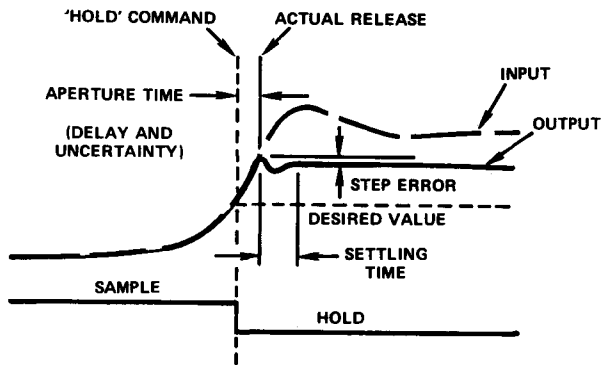 'HOLD' COMMAND
ACTUAL RELEASE
APERTURE TIME
INPUT
(DELAY AND
UNCERTAINTY)
OUTPUT
STEP ERROR
DESIRED VALUE
SETTLING
TIME
SAMPLE
HOLD